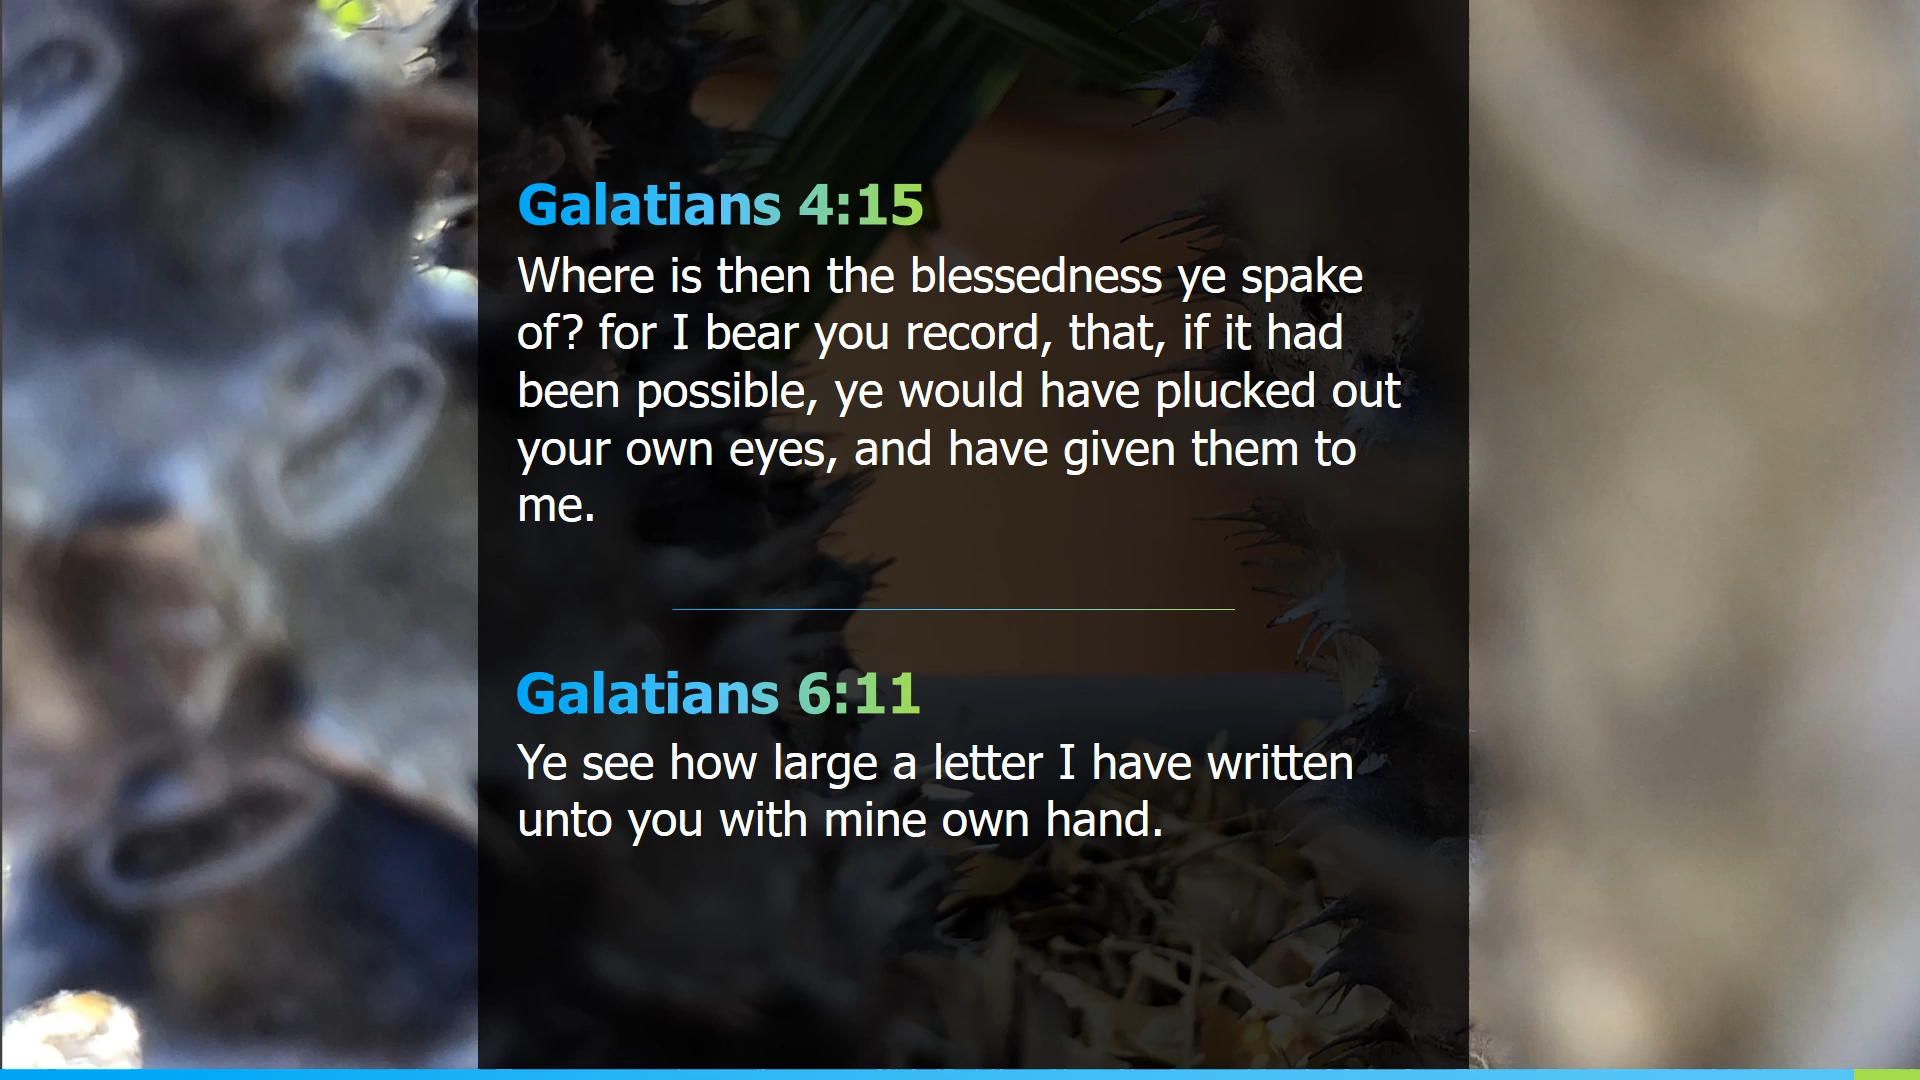 Galatians 4:15
Where is then the blessedness ye spake
of? for I bear you record, that, if it had
been possible, ye would have plucked out
your own eyes, and have given them to
me.
Galatians 6:11
Ye see how large a letter I have written
unto you with mine own hand.